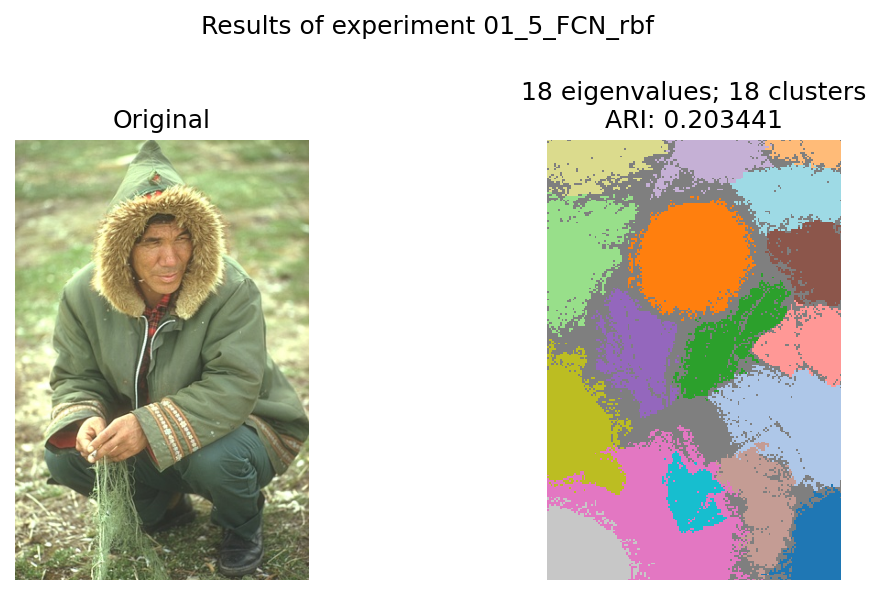 Results of experiment 01_5_FCN_rbf
Original
18 eigenvalues; 18 clusters
ARI: 0.203441